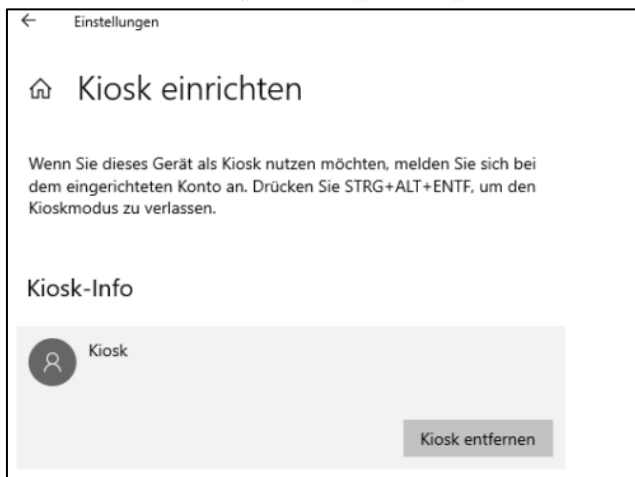 Einstellungen
Kiosk einrichten
Wenn Sie dieses Gerät als Kiosk nutzen möchten, melden Sie sich bei
dem eingerichteten Konto an. Drücken Sie STRG+ALT+ENTF, um den
Kioskmodus zu verlassen.
Kiosk-Info
Kiosk
Kiosk entfernen